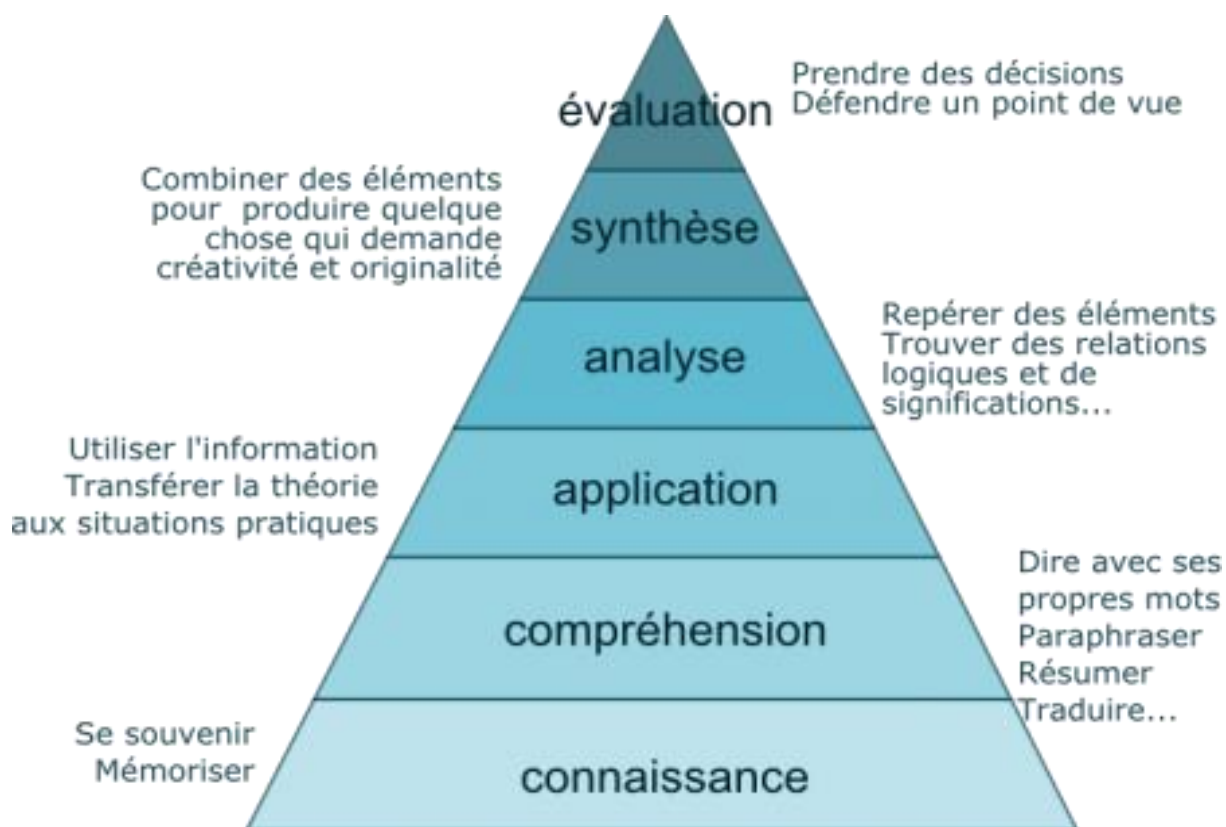 Prendre des décisions
Défendre un point de vue
évaluation
Combiner des éléments
pour produire quelque
chose qui demande
créativité et originalité
synthèse
Repérer des éléments
Trouver des relations
logiques et de
significations...
analyse
Utiliser l'information
Transférer la théorie
aux situations pratiques
application
Dire avec ses
propres mots
Paraphraser
Résumer
Traduire...
compréhension
Se souvenir
Mémoriser
connaissance